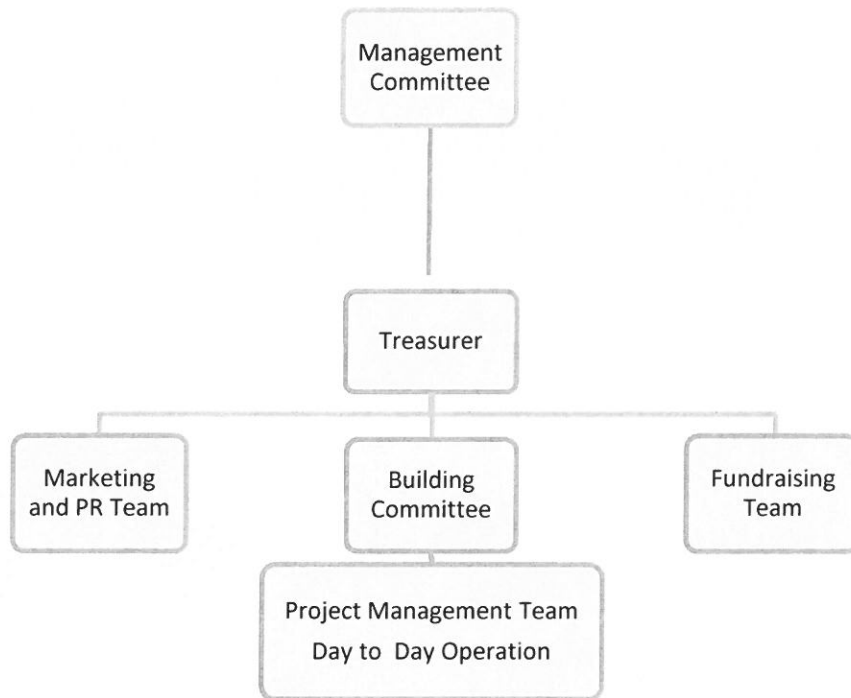 Management
Committee
Treasurer
Marketing
and PR Team
Building
Committee
Fundraising
Team
Project Management Team
Day to  Day Operation